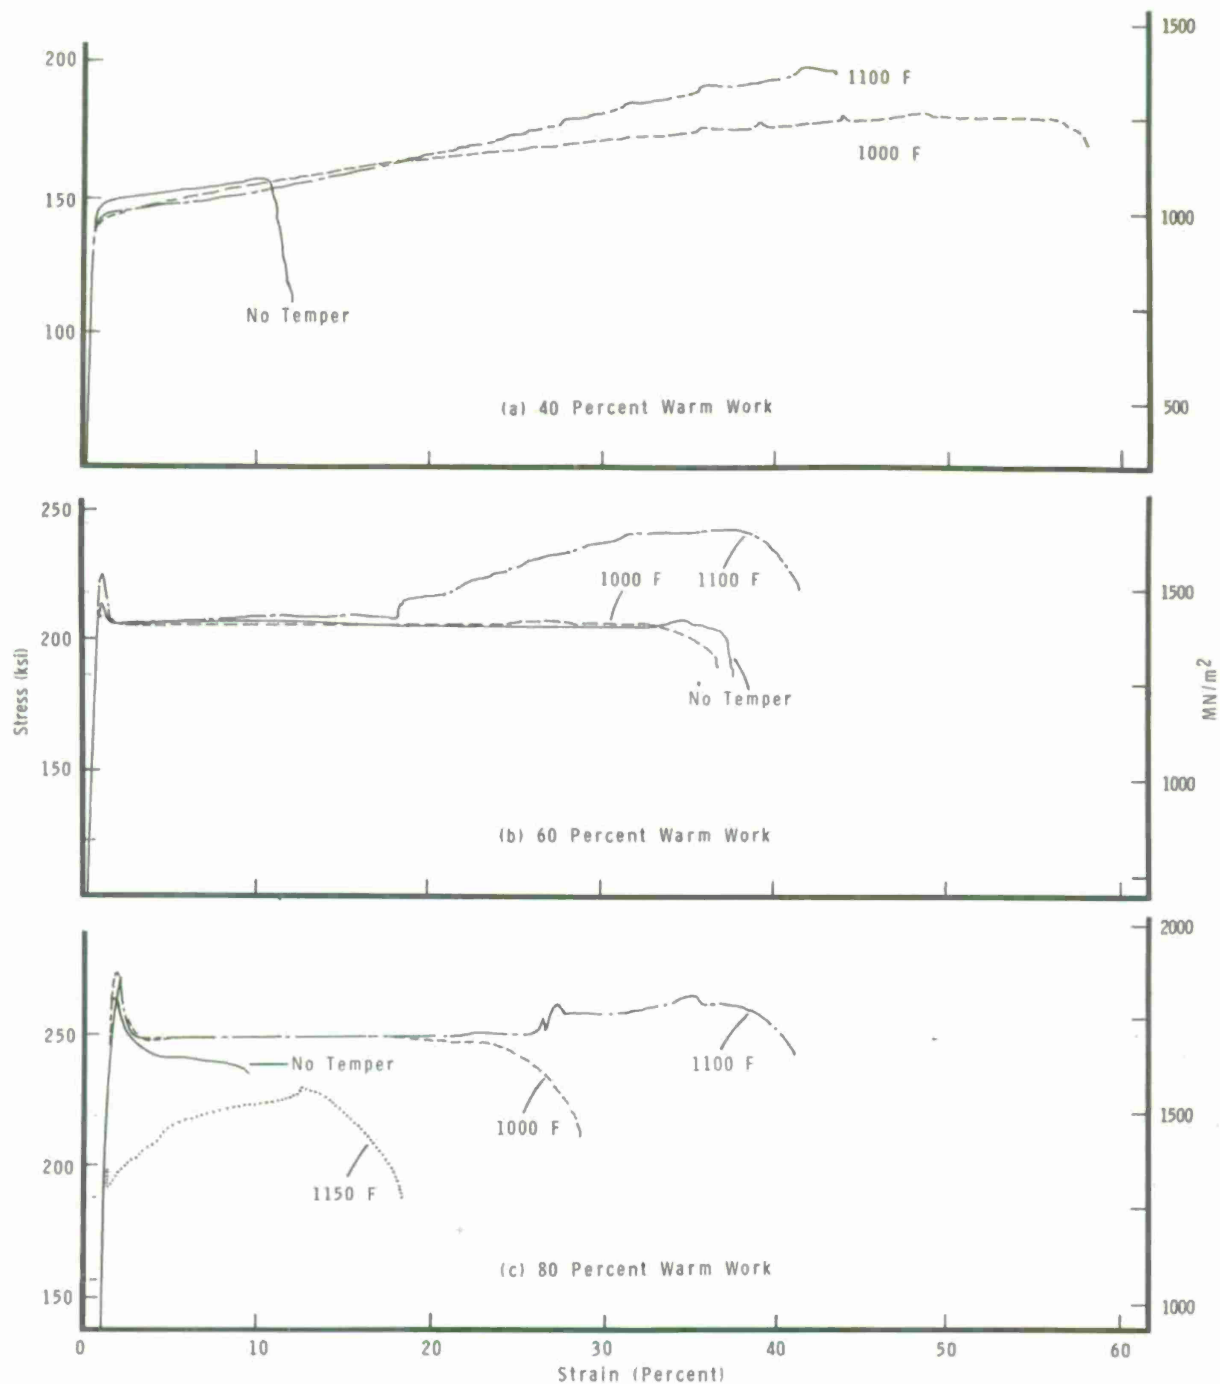 200
150
100
1500
1000
500
1100 F
1000 F
No Temper
(a) 40 Percent Warm Work
250
200
150
1500
1000
1000 F
1100 F
No Temper
Stress (ksi)
MN/m²
(b) 60 Percent Warm Work
250
200
150
2000
1500
1000
No Temper
1100 F
1000 F
1150 F
(c) 80 Percent Warm Work
0 10 20 30 40 50 60
Strain (Percent)